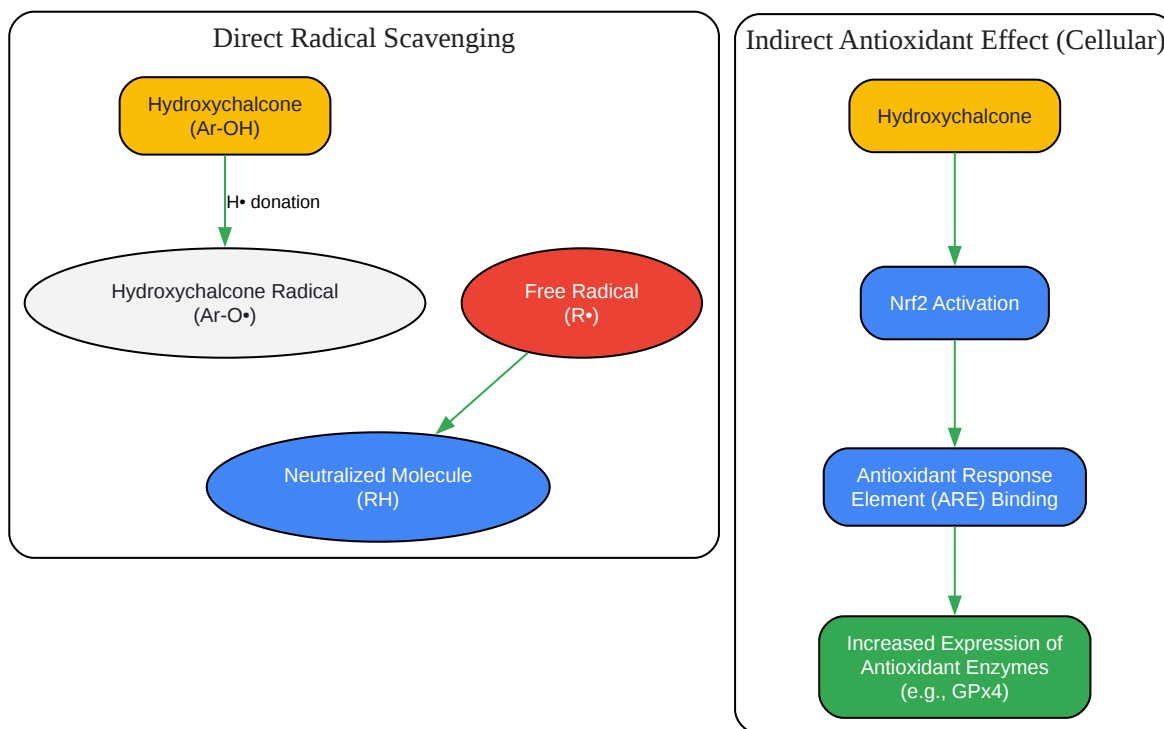 Direct Radical Scavenging
Hydroxychalcone
(Ar-OH)
H• donation
Hydroxychalcone Radical
(Ar-O•)
Free Radical
(R•)
Neutralized Molecule
(RH)
Indirect Antioxidant Effect (Cellular)
Hydroxychalcone
Nrf2 Activation
Antioxidant Response
Element (ARE) Binding
Increased Expression of
Antioxidant Enzymes
(e.g., GPx4)